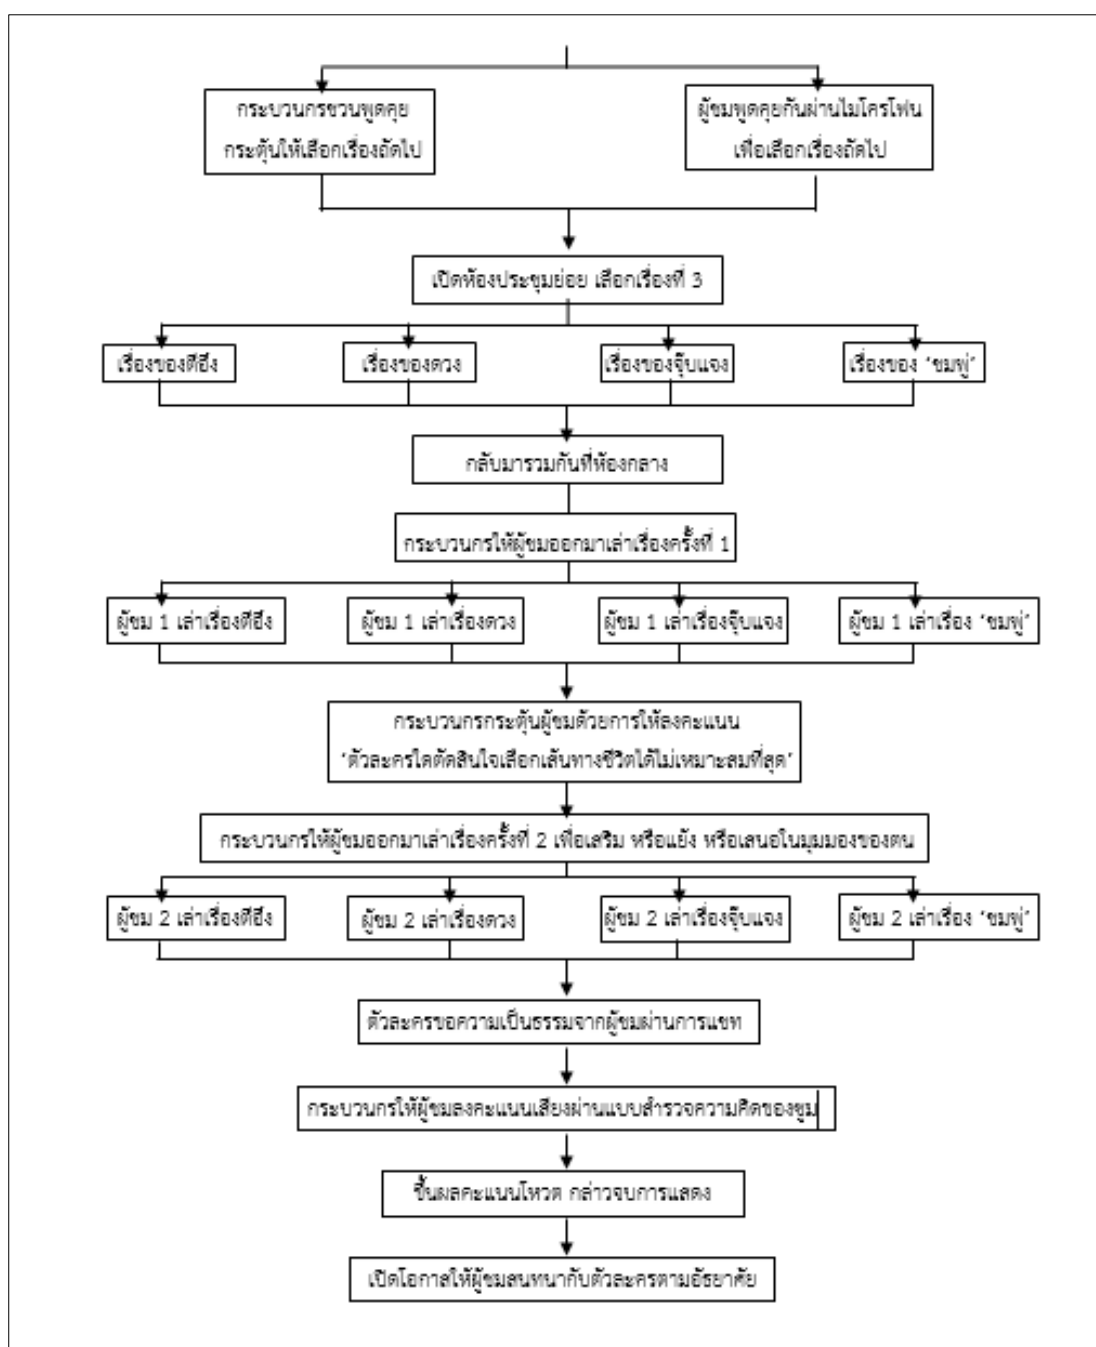 กระบวนกรชวนพูดคุย
กระตุ้นให้เลือกเรื่องถัดไป
ผู้ชมพูดคุยกันผ่านไมโครโฟน
เพื่อเลือกเรื่องถัดไป
เปิดห้องประชุมย่อย เลือกเรื่องที่ 3
เรื่องของตีอึ๋ง
เรื่องของดวง
เรื่องของจุ๊บแจง
เรื่องของ ‘ชมพู่’
กลับมารวมกันที่ห้องกลาง
กระบวนกรให้ผู้ชมออกมาเล่าเรื่องครั้งที่ 1
ผู้ชม 1 เล่าเรื่องตีอึ๋ง
ผู้ชม 1 เล่าเรื่องดวง
ผู้ชม 1 เล่าเรื่องจุ๊บแจง
ผู้ชม 1 เล่าเรื่อง ‘ชมพู่’
กระบวนกรกระตุ้นผู้ชมด้วยการให้ลงคะแนน
‘ตัวละครใดตัดสินใจเลือกเส้นทางชีวิตได้ไม่เหมาะสมที่สุด’
กระบวนกรให้ผู้ชมออกมาเล่าเรื่องครั้งที่ 2 เพื่อเสริม หรือแย้ง หรือเสนอในมุมมองของตน
ผู้ชม 2 เล่าเรื่องตีอึ๋ง
ผู้ชม 2 เล่าเรื่องดวง
ผู้ชม 2 เล่าเรื่องจุ๊บแจง
ผู้ชม 2 เล่าเรื่อง ‘ชมพู่’
ตัวละครขอความเป็นธรรมจากผู้ชมผ่านการแชท
กระบวนกรให้ผู้ชมลงคะแนนเสียงผ่านแบบสำรวจความคิดของซูม
ขึ้นผลคะแนนโหวต กล่าวจบการแสดง
เปิดโอกาสให้ผู้ชมสนทนากับตัวละครตามอัธยาศัย